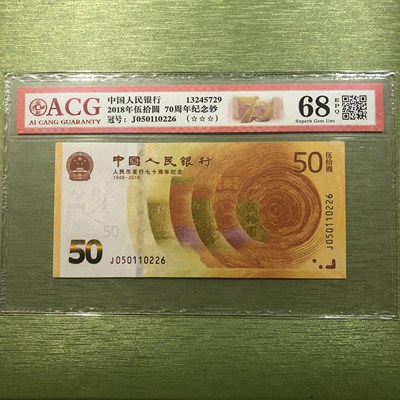 ACG
AI CANG GUARANTY
中国人民银行 13245729
2018年伍拾圆 70周年纪念钞
冠号: J050110226 (☆☆☆)
70
68 EPQ
Superb Gem Unc
中国人民银行
人民币发行七十周年纪念
1948-2018
50 伍拾圆
50
J050110226
50 J050110226